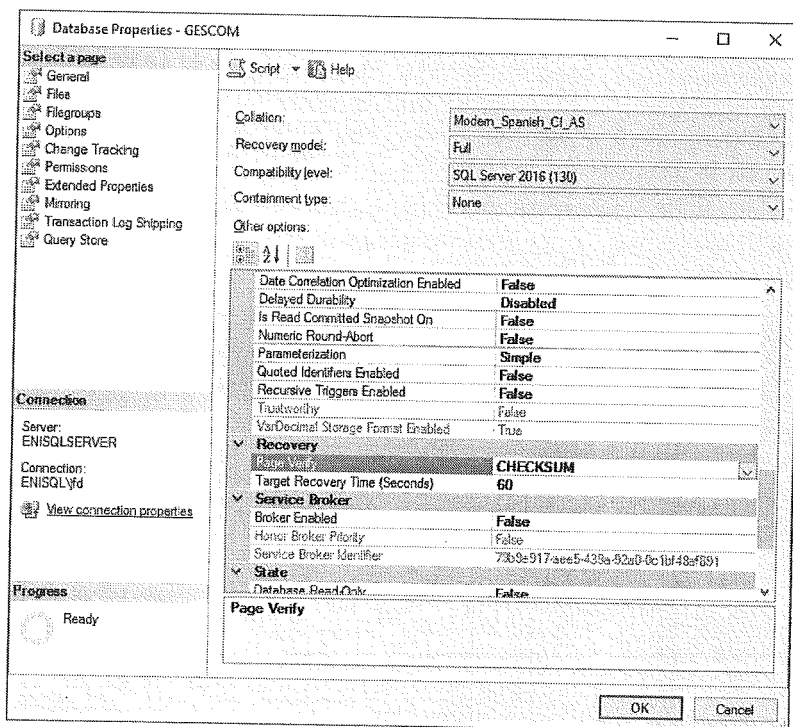 Database Properties - GESCOM
Select a page
General
Files
Filegroups
Options
Change Tracking
Permissions
Extended Properties
Mirroring
Transaction Log Shipping
Query Store
Connection
Server:
ENISQLSERVER
Connection:
ENISQL\jfd
View connection properties
Progress
Ready
Script Help
Collation: Modern_Spanish_CI_AS
Recovery model: Full
Compatibility level: SQL Server 2016 (130)
Containment type: None
Other options:
Date Correlation Optimization Enabled False
Delayed Durability Disabled
Is Read Committed Snapshot On False
Numeric Round-Abort False
Parameterization Simple
Quoted Identifiers Enabled False
Recursive Triggers Enabled False
Trustworthy False
VarDecimal Storage Format Enabled True
Recovery
Page Verify CHECKSUM
Target Recovery Time (Seconds) 60
Service Broker
Broker Enabled False
Honor Broker Priority False
Service Broker Identifier
State
Database Read-Only False
Page Verify
OK Cancel